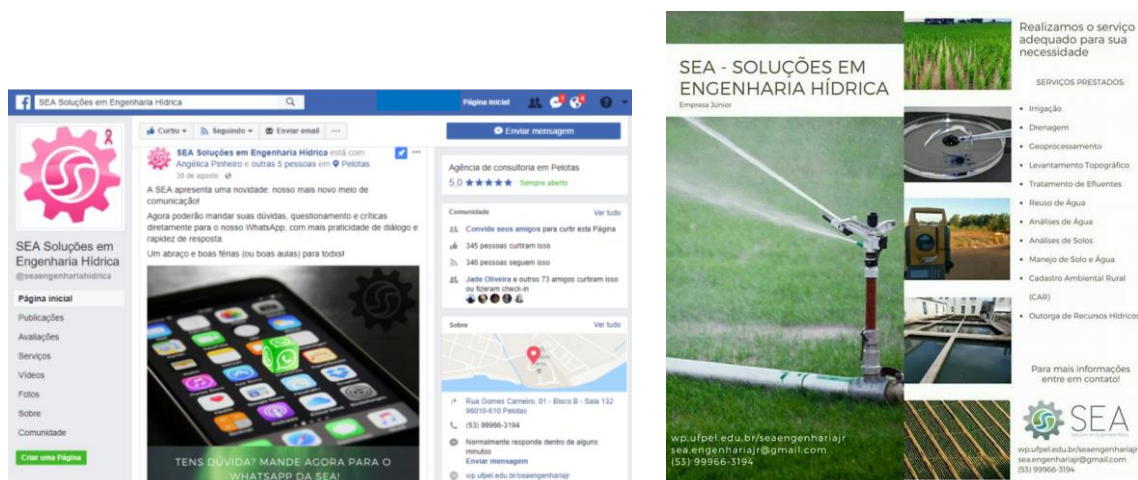 SEA Soluções em Engenharia Hídrica
Página inicial
Curtiu
Seguindo
Enviar email
Enviar mensagem
SEA Soluções em Engenharia Hídrica está com
Angélica Pinheiro e outras 5 pessoas em Pelotas
30 de agosto
A SEA apresenta uma novidade: nosso mais novo meio de
comunicação!
Agora poderão mandar suas dúvidas, questionamento e críticas
diretamente para o nosso WhatsApp, com mais praticidade de diálogo e
rapidez de resposta.
Um abraço e boas férias (ou boas aulas) para todxs!
TENS DÚVIDA? MANDE AGORA PARA O
WHATSAPP DA SEA!
SEA Soluções em
Engenharia Hídrica
@seaengenhariahidrica
Página inicial
Publicações
Avaliações
Serviços
Vídeos
Fotos
Sobre
Comunidade
Criar uma Página
Agência de consultoria em Pelotas
5,0 ★★★★★ Sempre aberto
Comunidade
Ver tudo
Convide seus amigos para curtir esta Página
345 pessoas curtiram isso
346 pessoas seguem isso
Jade Oliveira e outros 73 amigos curtiram isso
ou fizeram check-in
Sobre
Ver tudo
Rua Gomes Carneiro, 01 - Bloco B - Sala 132
96010-610 Pelotas
(53) 99966-3194
Normalmente responde dentro de alguns
minutos
Enviar mensagem
wp.ufpel.edu.br/seaengenhariajr
SEA - SOLUÇÕES EM
ENGENHARIA HÍDRICA
Empresa Júnior
wp.ufpel.edu.br/seaengenhariajr
sea.engenhariajr@gmail.com
(53) 99966-3194
Realizamos o serviço
adequado para sua
necessidade
SERVIÇOS PRESTADOS:
• Irrigação
• Drenagem
• Geoprocessamento
• Levantamento Topográfico
• Tratamento de Efluentes
• Reuso de Água
• Análises de Água
• Análises de Solos
• Manejo de Solo e Água
• Cadastro Ambiental Rural
(CAR)
• Outorga de Recursos Hídricos
Para mais informações
entre em contato!
SEA
wp.ufpel.edu.br/seaengenhariajr
sea.engenhariajr@gmail.com
(53) 99966-3194